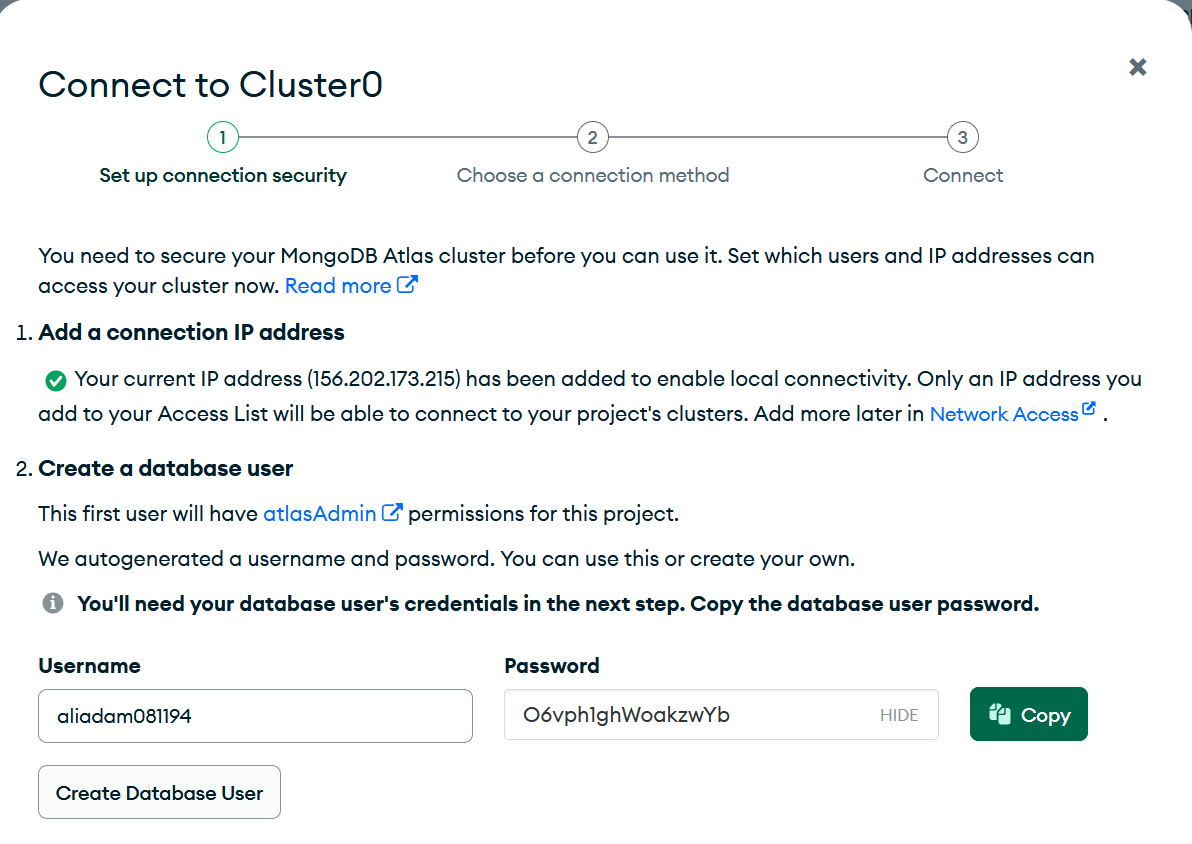 Connect to Cluster0
1
2
3
Set up connection security
Choose a connection method
Connect
You need to secure your MongoDB Atlas cluster before you can use it. Set which users and IP addresses can
access your cluster now. Read more
1. Add a connection IP address
Your current IP address (156.202.173.215) has been added to enable local connectivity. Only an IP address you
add to your Access List will be able to connect to your project's clusters. Add more later in Network Access .
2. Create a database user
This first user will have atlasAdmin permissions for this project.
We autogenerated a username and password. You can use this or create your own.
You'll need your database user's credentials in the next step. Copy the database user password.
Username
Password
aliadam081194
O6vph1ghWoakzwYb
HIDE
Copy
Create Database User